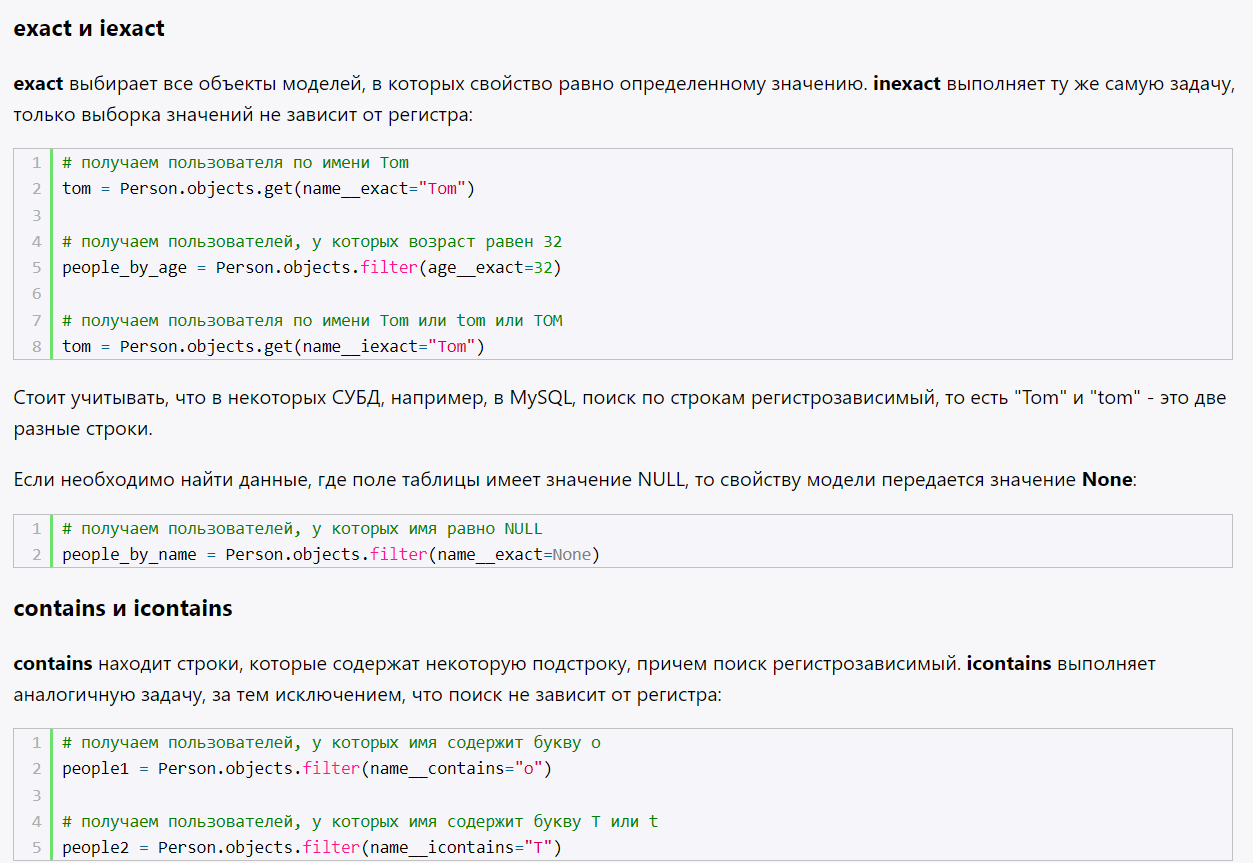 exact и iexact
exact выбирает все объекты моделей, в которых свойство равно определенному значению. inexact выполняет ту же самую задачу,
только выборка значений не зависит от регистра:
1 # получаем пользователя по имени Tom
2 tom = Person.objects.get(name__exact="Tom")
3
4 # получаем пользователей, у которых возраст равен 32
5 people_by_age = Person.objects.filter(age__exact=32)
6
7 # получаем пользователя по имени Tom или tom или TOM
8 tom = Person.objects.get(name__iexact="Tom")
Стоит учитывать, что в некоторых СУБД, например, в MySQL, поиск по строкам регистрозависимый, то есть "Tom" и "tom" - это две
разные строки.
Если необходимо найти данные, где поле таблицы имеет значение NULL, то свойству модели передается значение None:
1 # получаем пользователей, у которых имя равно NULL
2 people_by_name = Person.objects.filter(name__exact=None)
contains и icontains
contains находит строки, которые содержат некоторую подстроку, причем поиск регистрозависимый. icontains выполняет
аналогичную задачу, за тем исключением, что поиск не зависит от регистра:
1 # получаем пользователей, у которых имя содержит букву o
2 people1 = Person.objects.filter(name__contains="o")
3
4 # получаем пользователей, у которых имя содержит букву T или t
5 people2 = Person.objects.filter(name__icontains="T")